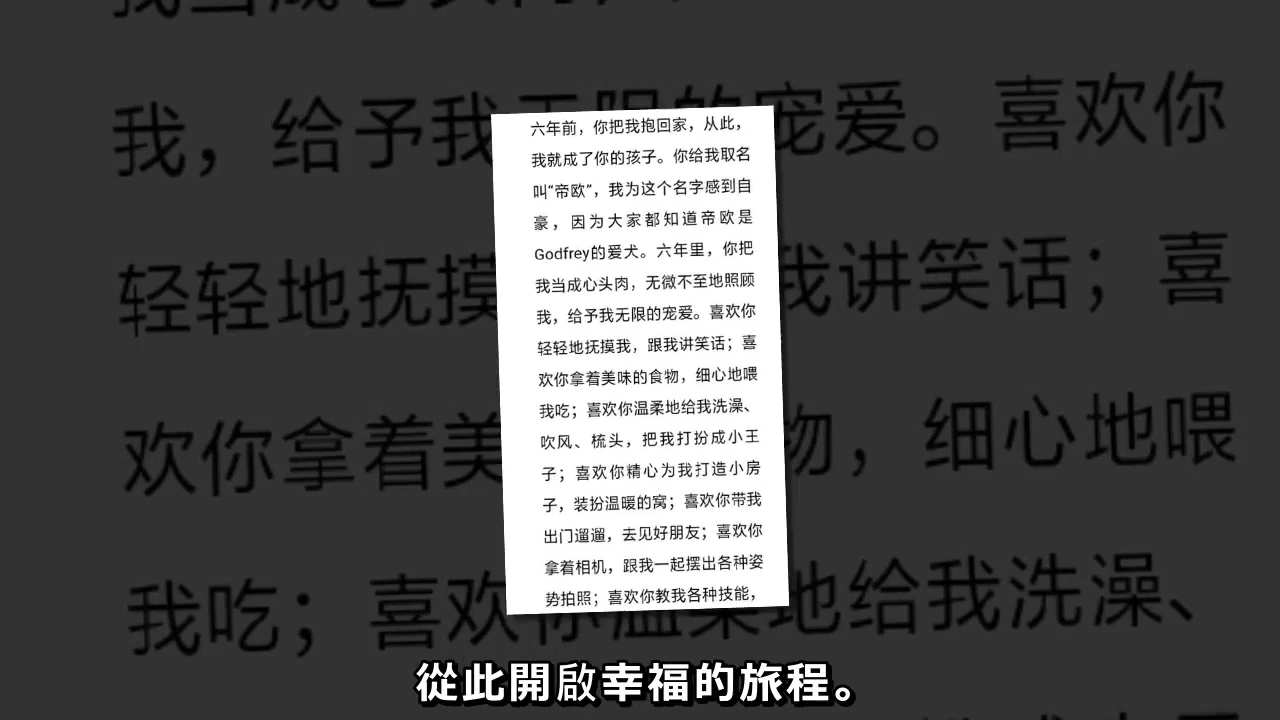 六年前，你把我抱回家，从此，
我就成了你的孩子。你给我取名
叫“帝欧”，我为这个名字感到自
豪，因为大家都知道帝欧是
Godfrey的爱犬。六年里，你把
我当成心头肉，无微不至地照顾
我，给予我无限的宠爱。喜欢你
轻轻地抚摸我，跟我讲笑话；喜
欢你拿着美味的食物，细心地喂
我吃；喜欢你温柔地给我洗澡、
吹风、梳头，把我打扮成小王
子；喜欢你精心为我打造小房
子，装扮温暖的窝；喜欢你带我
出门遛遛，去见好朋友；喜欢你
拿着相机，跟我一起摆出各种姿
势拍照；喜欢你教我各种技能，
從此開啟幸福的旅程。